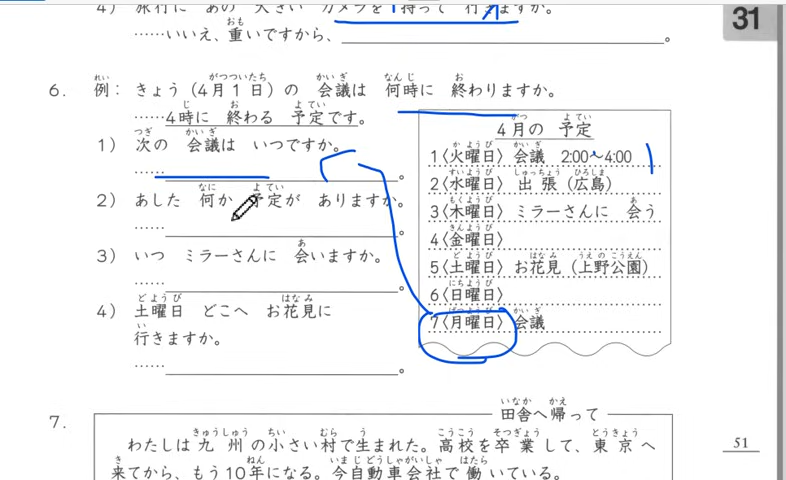 4) 旅行に あの 大きい カメラを 持って 行きますか。
……いいえ、重いですから、＿＿＿＿＿＿。
31
6. 例：きょう（4月1日）の 会議は 何時に 終わりますか。
……4時に 終わる 予定です。
1) 次の 会議は いつですか。
……＿＿＿＿＿＿。
2) あした 何か 予定が ありますか。
……＿＿＿＿＿＿。
3) いつ ミラーさんに 会いますか。
……＿＿＿＿＿＿。
4) 土曜日 どこへ お花見に
行きますか。
……＿＿＿＿＿＿。
4月の 予定
1〈火曜日〉会議 2:00～4:00
2〈水曜日〉出張（広島）
3〈木曜日〉ミラーさんに 会う
4〈金曜日〉
5〈土曜日〉お花見（上野公園）
6〈日曜日〉
7〈月曜日〉会議
7.
田舎へ帰って
わたしは九州の小さい村で生まれた。高校を卒業して、東京へ
来てから、もう10年になる。今自動車会社で働いている。
51